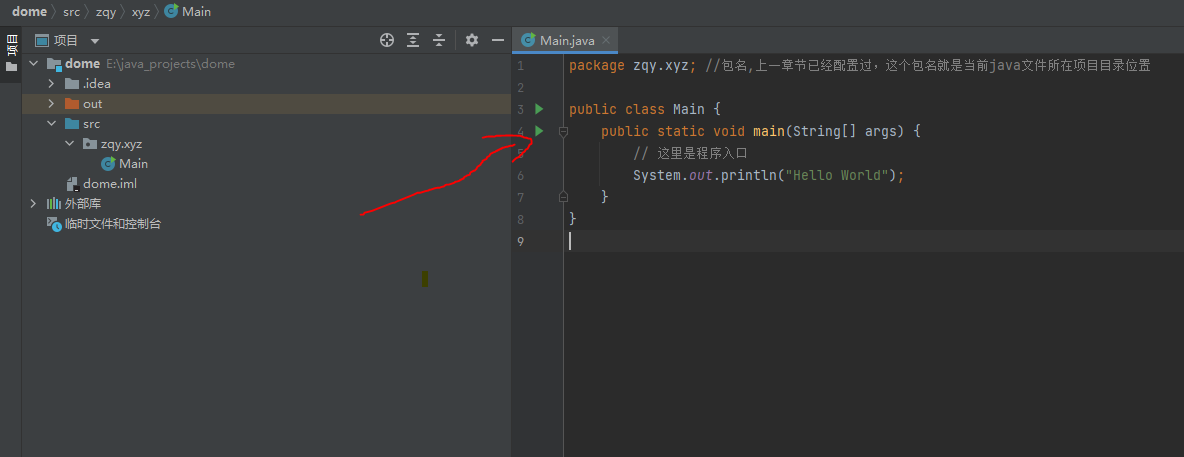 dome 〉 src 〉 zqy 〉 xyz 〉 Main
项目
项目
dome E:\java_projects\dome
.idea
out
src
zqy.xyz
Main
dome.iml
外部库
临时文件和控制台
Main.java
1 package zqy.xyz; //包名,上一章节已经配置过，这个包名就是当前java文件所在项目目录位置
2
3 public class Main {
4 public static void main(String[] args) {
5 // 这里是程序入口
6 System.out.println("Hello World");
7 }
8 }
9